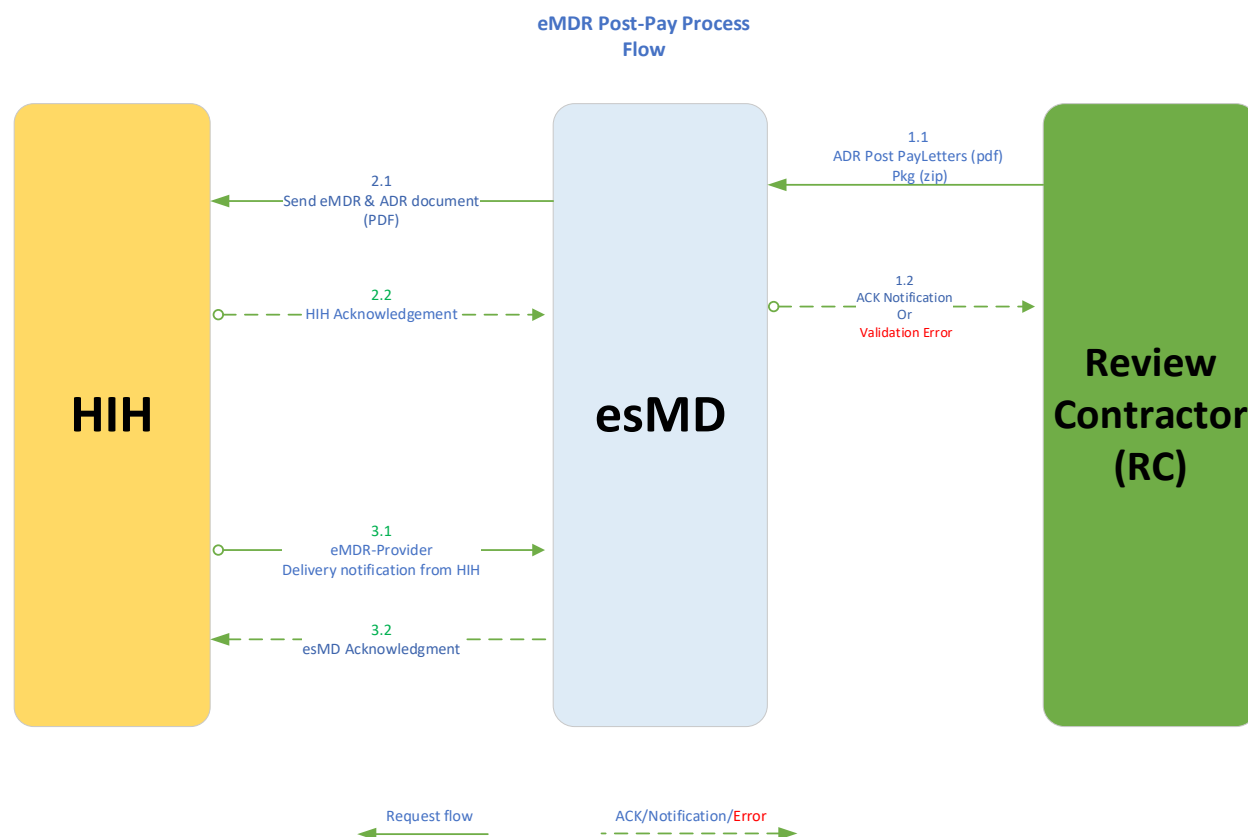 eMDR Post-Pay Process
Flow
1.1
ADR Post PayLetters (pdf)
Pkg (zip)
2.1
Send eMDR & ADR document
(PDF)
1.2
ACK Notification
Or
Validation Error
2.2
HIH Acknowledgement
HIH
esMD
Review
Contractor
(RC)
3.1
eMDR-Provider
Delivery notification from HIH
3.2
esMD Acknowledgment
Request flow
ACK/Notification/Error